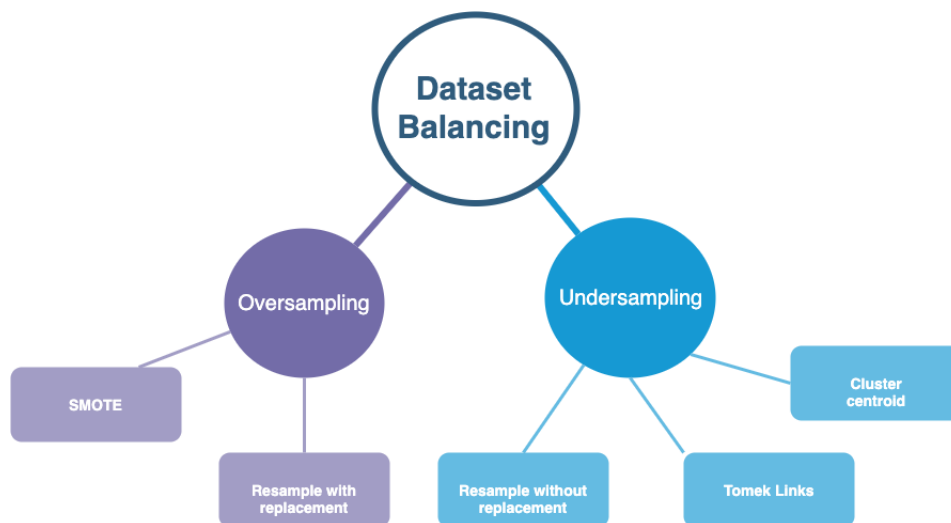 Dataset
Balancing
Oversampling
Undersampling
SMOTE
Cluster
centroid
Resample with
replacement
Resample without
replacement
Tomek Links